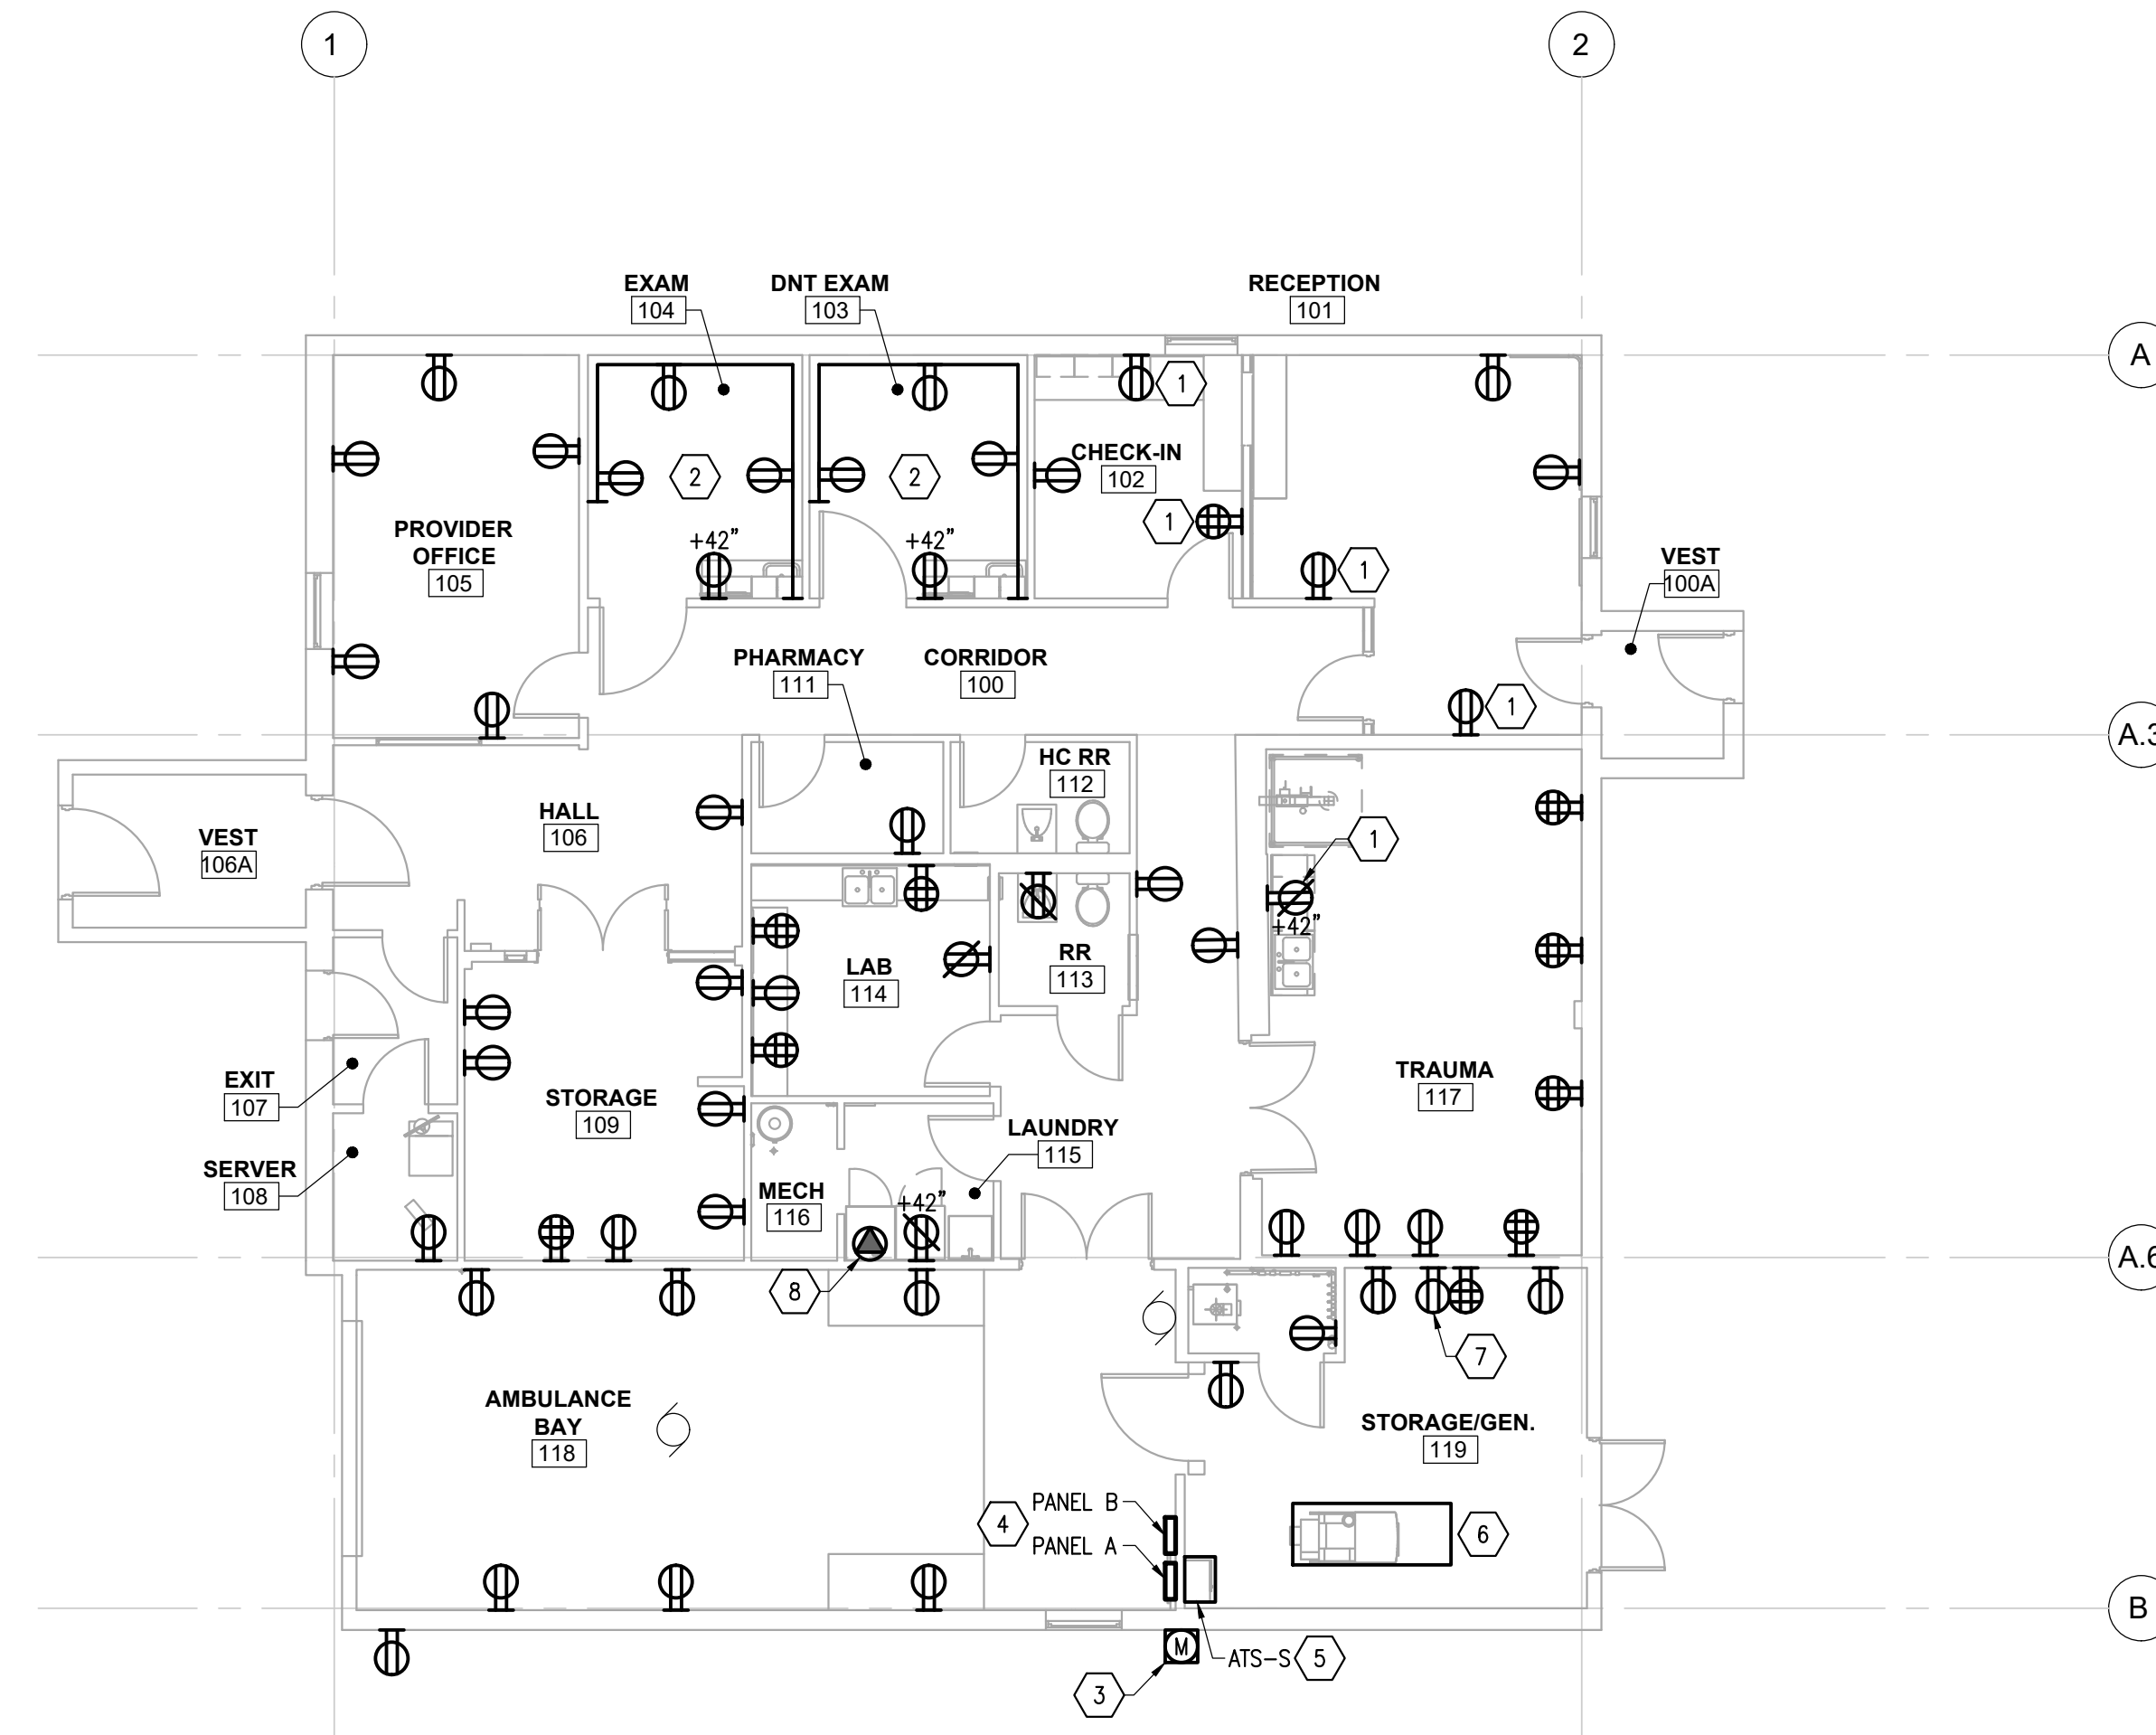 1
2
EXAM
104
DNT EXAM
103
RECEPTION
101
A
1
2
2
CHECK-IN
102
1
PROVIDER
OFFICE
105
+42"
+42"
1
VEST
100A
PHARMACY
111
CORRIDOR
100
1
HC RR
112
HALL
106
VEST
106A
1
+42"
LAB
114
RR
113
EXIT
107
STORAGE
109
TRAUMA
117
LAUNDRY
115
SERVER
108
MECH
116
+42"
8
7
AMBULANCE
BAY
118
STORAGE/GEN.
119
4
PANEL B
PANEL A
6
B
M
ATS-S
5
3